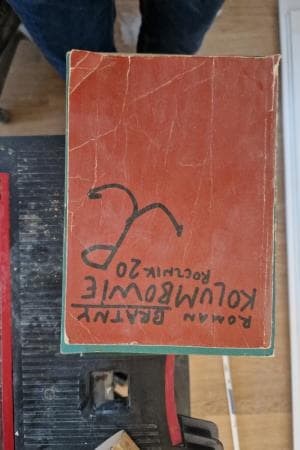 ROMAN BRATNY
KOLUMBOWIE
ROCZNIK 20